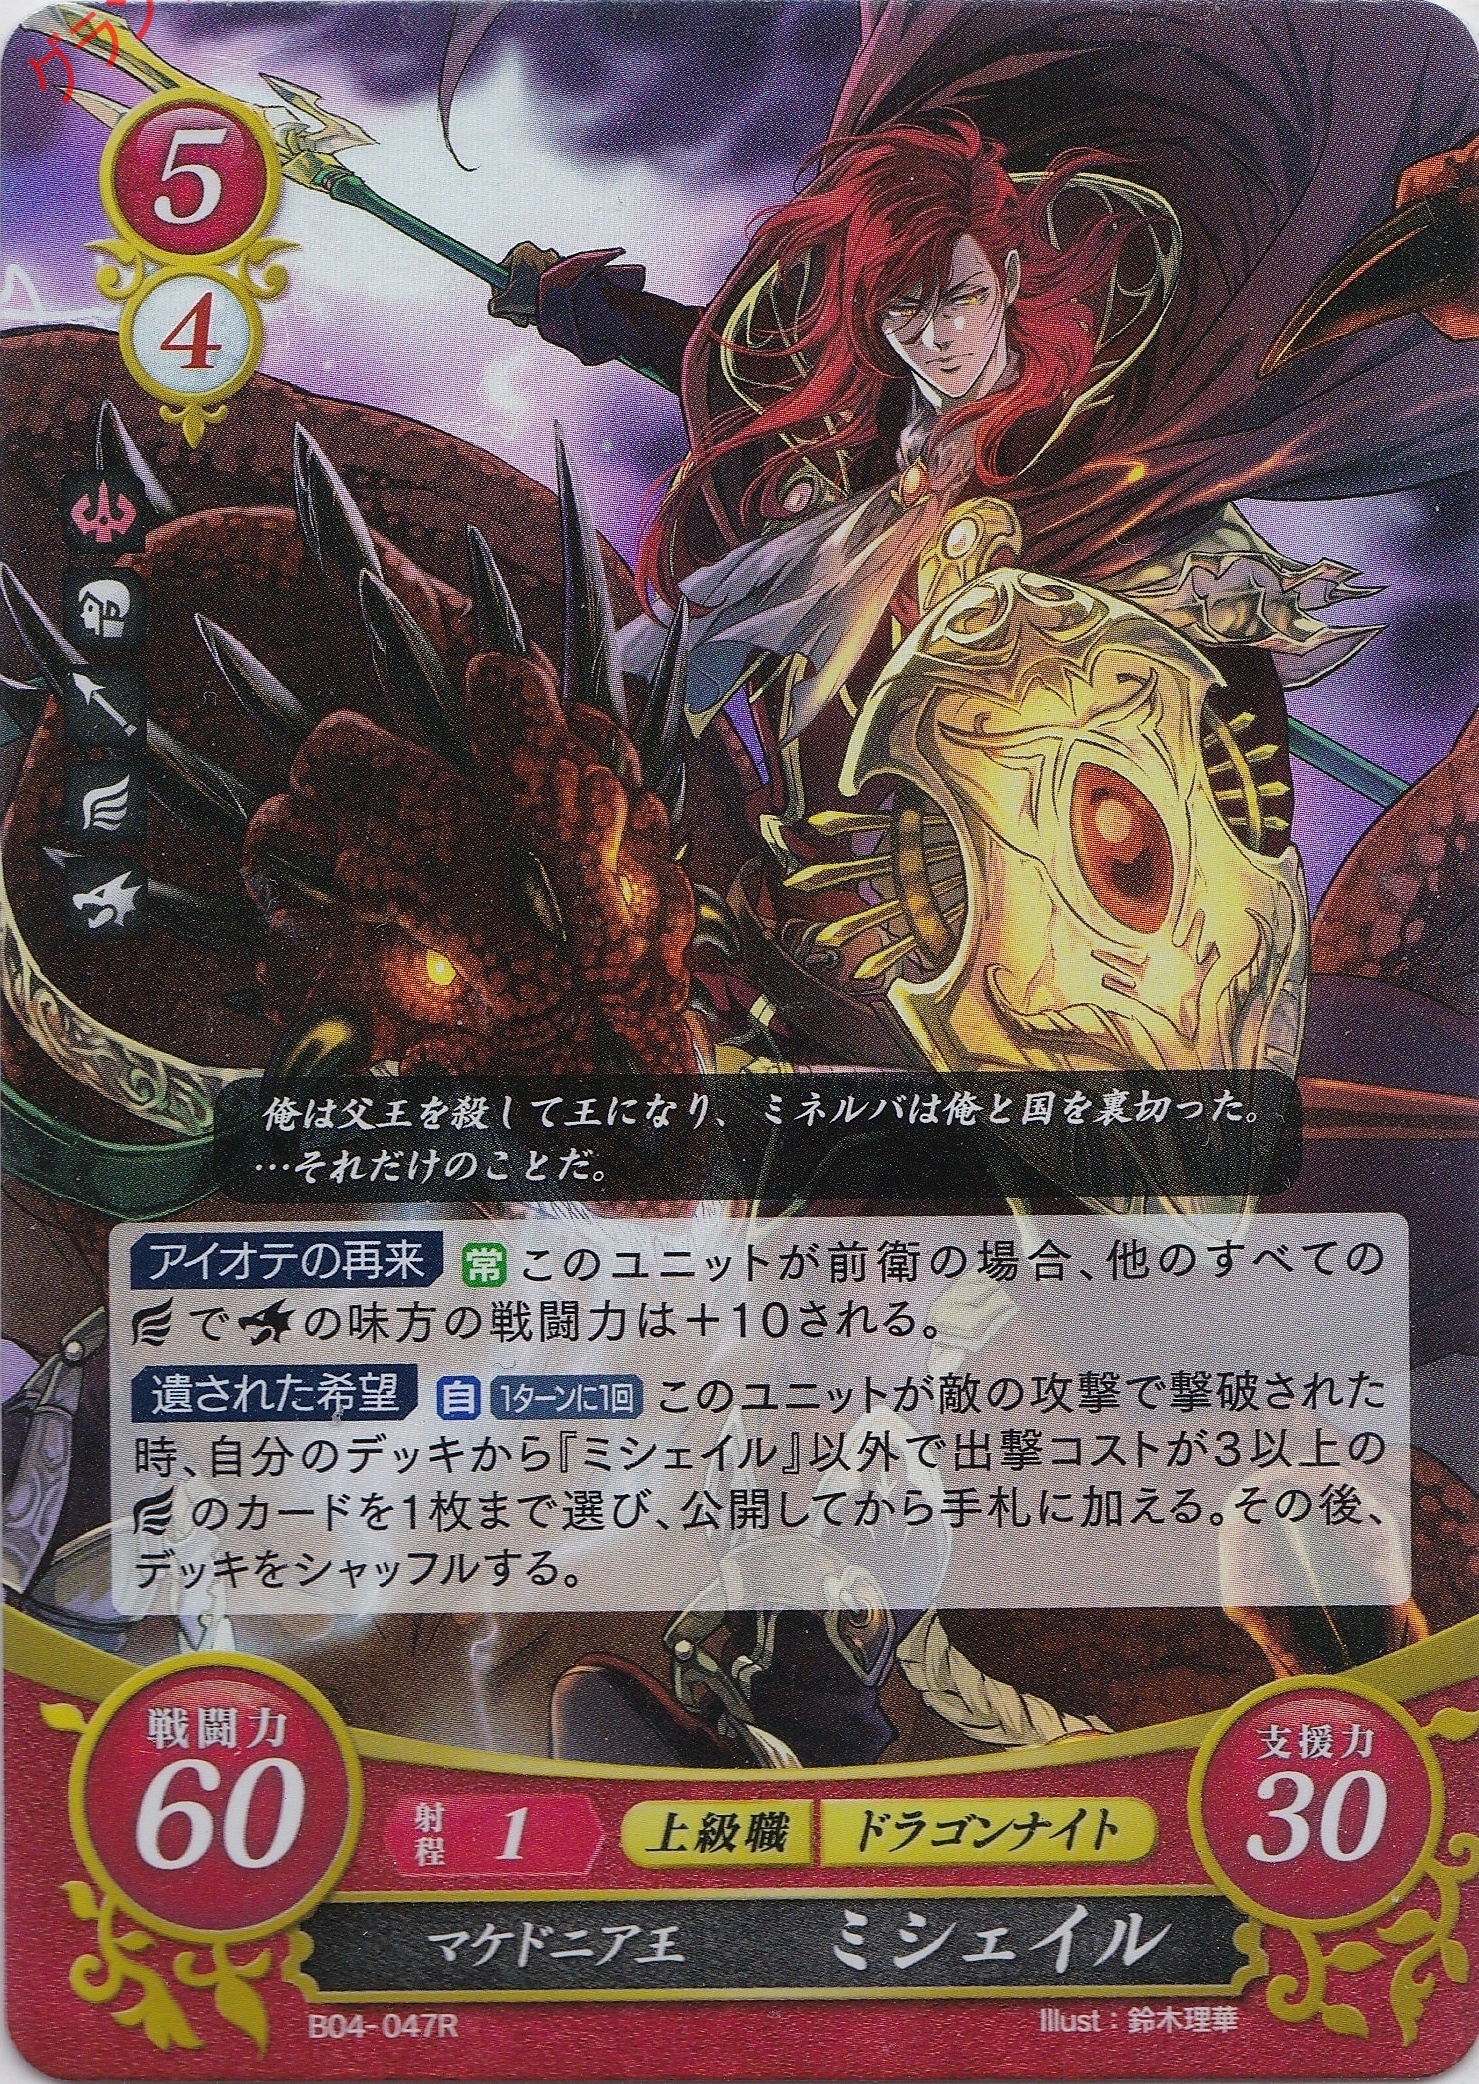 グラン
5
4
俺は父王を殺して王になり、ミネルバは俺と国を裏切った。
…それだけのことだ。
アイオテの再来 常 このユニットが前衛の場合、他のすべての
で の味方の戦闘力は＋10される。
遺された希望 自 1ターンに1回 このユニットが敵の攻撃で撃破された
時、自分のデッキから『ミシェイル』以外で出撃コストが3以上の
のカードを1枚まで選び、公開してから手札に加える。その後、
デッキをシャッフルする。
戦闘力
60
射程 1
上級職 ドラゴンナイト
支援力
30
マケドニア王 ミシェイル
B04-047R
Illust：鈴木理華